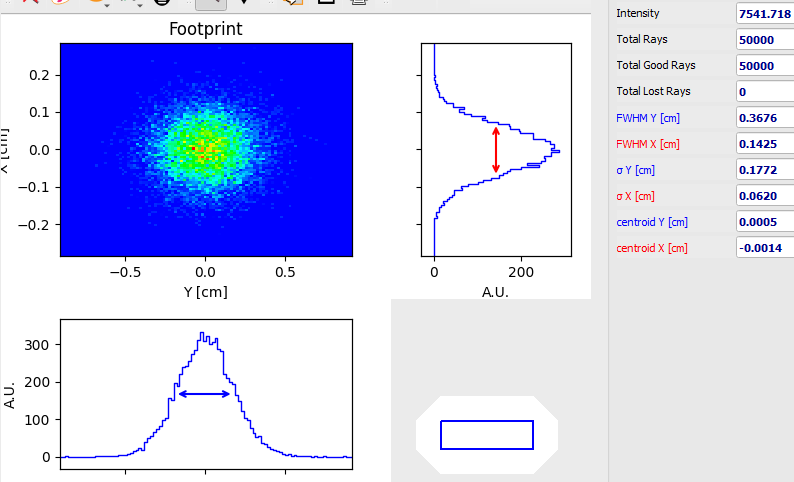 Footprint
0.2
0.1
0.0
−0.1
−0.2
X [cm]
−0.5 0.0 0.5
Y [cm]
0 200
A.U.
300
200
100
0
A.U.
Intensity 7541.718
Total Rays 50000
Total Good Rays 50000
Total Lost Rays 0
FWHM Y [cm] 0.3676
FWHM X [cm] 0.1425
σ Y [cm] 0.1772
σ X [cm] 0.0620
centroid Y [cm] 0.0005
centroid X [cm] -0.0014